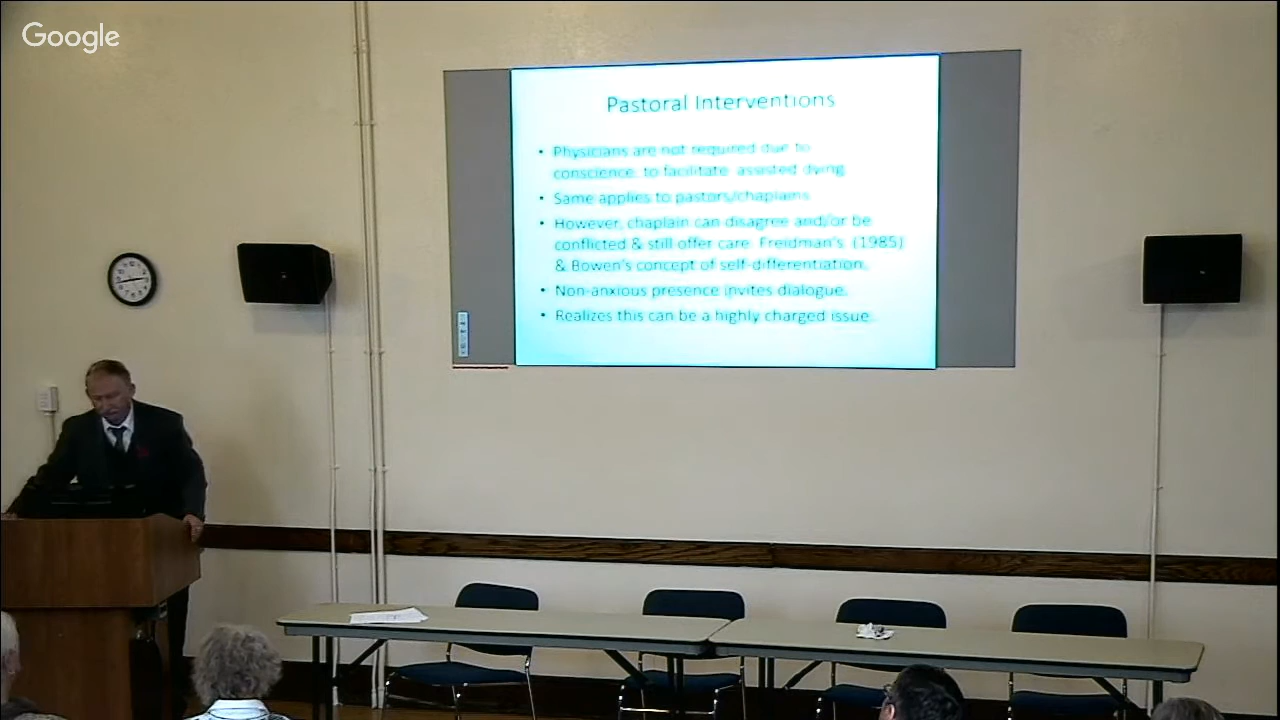 Google
Pastoral Interventions
• Physicians are not required due to
conscience to facilitate assisted dying
• Same applies to pastors/chaplains
• However, chaplain can disagree and/or be
conflicted & still offer care Freidman's (1985)
& Bowen's concept of self-differentiation.
• Non-anxious presence invites dialogue.
• Realizes this can be a highly charged issue.